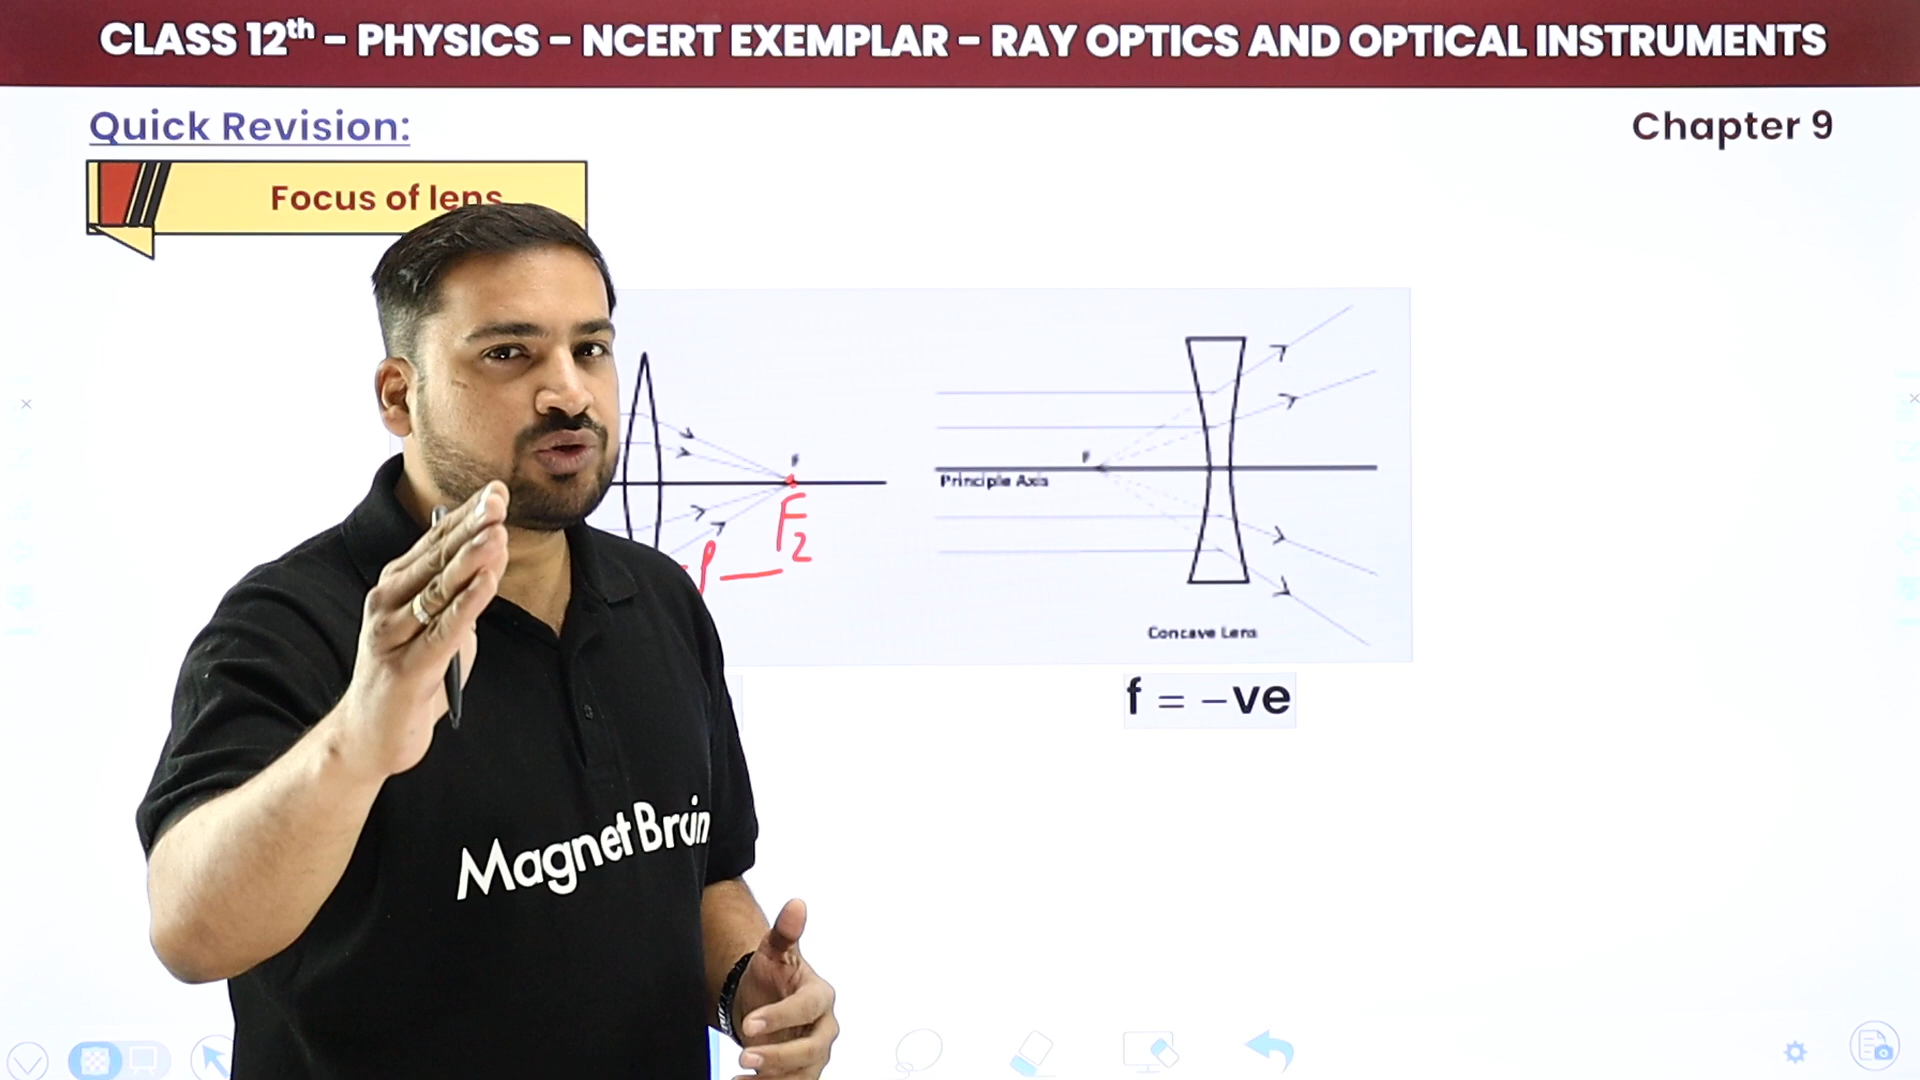 CLASS 12th - PHYSICS - NCERT EXEMPLAR - RAY OPTICS AND OPTICAL INSTRUMENTS
Quick Revision:
Chapter 9
Focus of lens
F
F
F2
f
Principle Axis
Concave Lens
f = -ve
Magnet Brain